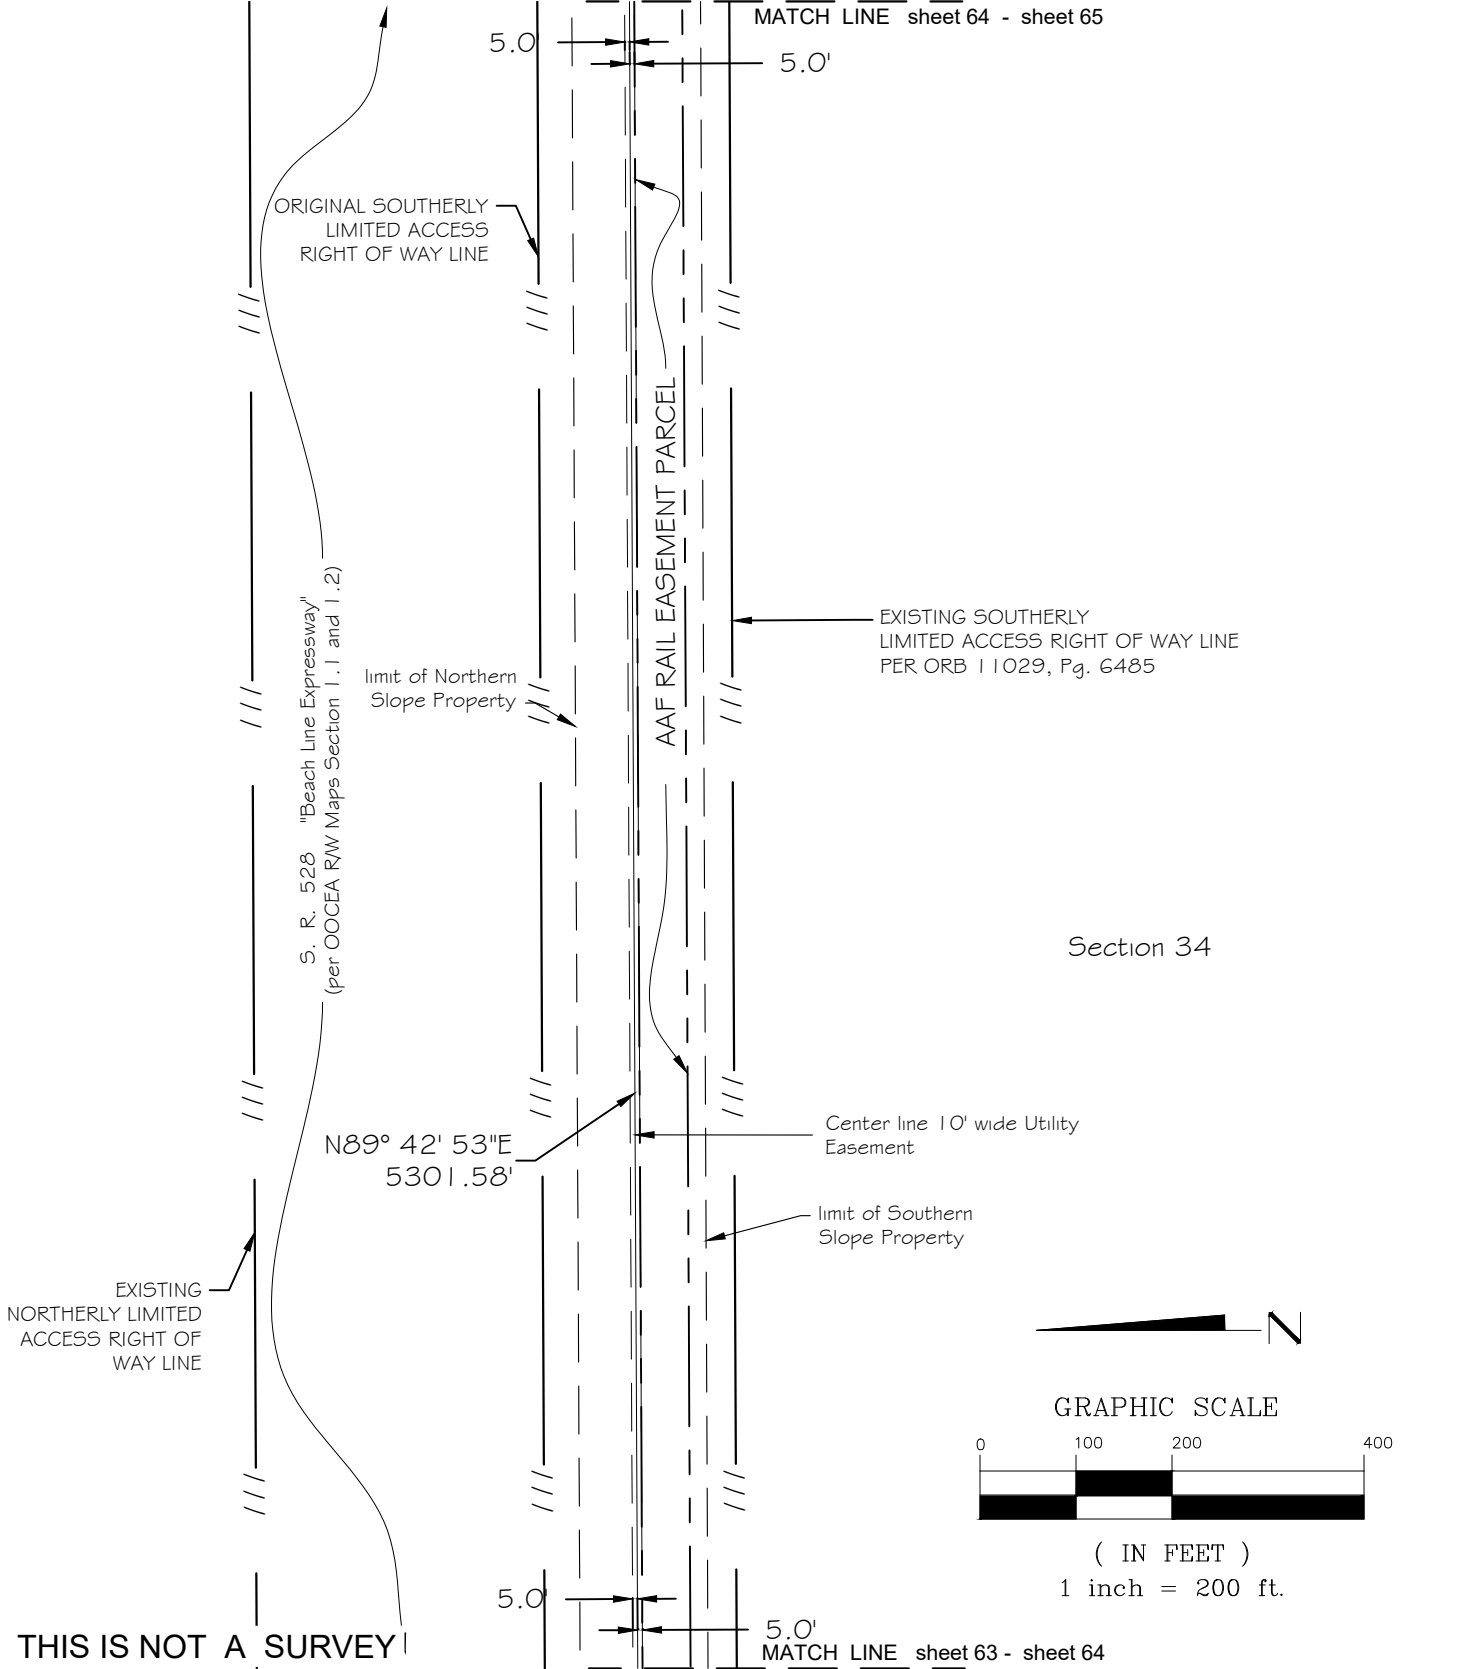 MATCH LINE sheet 64 - sheet 65
5.0'
5.0'
ORIGINAL SOUTHERLY
LIMITED ACCESS
RIGHT OF WAY LINE
AAF RAIL EASEMENT PARCEL
S. R. 528 "Beach Line Expressway"
(per OOCEA R/W Maps Section 1.1 and 1.2)
EXISTING SOUTHERLY
LIMITED ACCESS RIGHT OF WAY LINE
PER ORB 11029, Pg. 6485
limit of Northern
Slope Property
Section 34
N89° 42' 53"E
5301.58'
Center line 10' wide Utility
Easement
limit of Southern
Slope Property
EXISTING
NORTHERLY LIMITED
ACCESS RIGHT OF
WAY LINE
N
GRAPHIC SCALE
0 100 200 400
( IN FEET )
1 inch = 200 ft.
5.0'
5.0'
THIS IS NOT A SURVEY
MATCH LINE sheet 63 - sheet 64